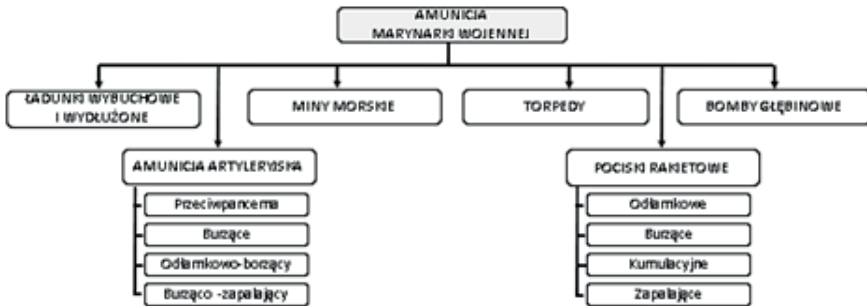 AMUNICJA
MARYNARKI WOJENNEJ
ŁADUNKI WYBUCHOWE
I WYDŁUŻONE
MINY MORSKIE
TORPEDY
BOMBY GŁĘBINOWE
AMUNICJA ARTYLERYJSKA
POCISKI RAKIETOWE
Przeciwpancerna
Burzące
Odłamkowo-borzący
Burząco -zapalający
Odłamkowe
Burzące
Kumulacyjne
Zapalające